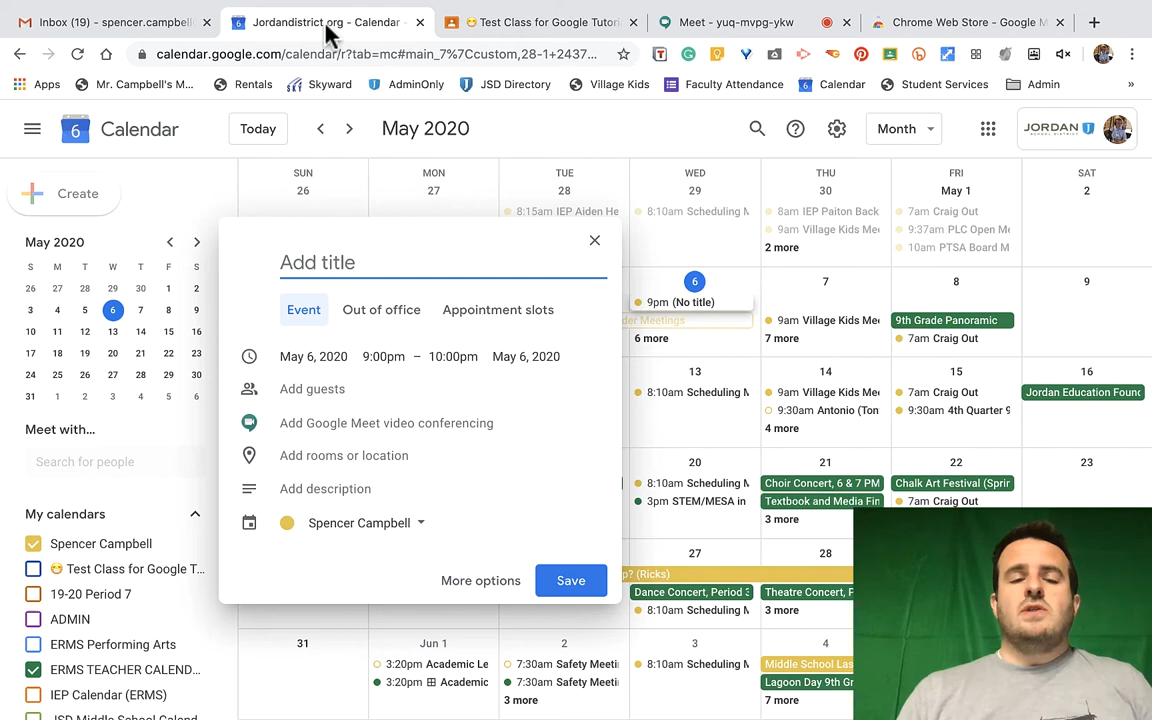 Inbox (19) - spencer.campbell
Jordandistrict.org - Calendar -
Test Class for Google Tutori
Meet - yuq-mvpg-ykw
Chrome Web Store - Google M
calendar.google.com/calendar/r?tab=mc#main_7%7Ccustom,28-1+2437...
Apps
Mr. Campbell's M...
Rentals
Skyward
AdminOnly
JSD Directory
Village Kids
Faculty Attendance
Calendar
Student Services
Admin
»
6
Calendar
Today
May 2020
Month
JORDAN
SCHOOL DISTRICT
Create
May 2020
S M T W T F S
26 27 28 29 30 1 2
3 4 5 6 7 8 9
10 11 12 13 14 15 16
17 18 19 20 21 22 23
24 25 26 27 28 29 30
31 1 2 3 4 5 6
Meet with...
Search for people
My calendars
Spencer Campbell
Test Class for Google T...
19-20 Period 7
ADMIN
ERMS Performing Arts
ERMS TEACHER CALEND...
IEP Calendar (ERMS)
JSD Middle School Calend
SUN MON TUE WED THU FRI SAT
26 27 28 29 30 May 1 2
8:15am IEP Aiden He
8:10am Scheduling M
8am IEP Paiton Back
7am Craig Out
9am Village Kids Mee
9:37am PLC Open Me
2 more
10am PTSA Board M
6 7 8
9pm (No title)
der Meetings
9am Village Kids Mee
9th Grade Panoramic
6 more
7 more
7am Craig Out
13 14 15 16
8:10am Scheduling M
9am Village Kids Mee
7am Craig Out
Jordan Education Found
9:30am Antonio (Ton
9:30am 4th Quarter 9
4 more
20 21 22 23
8:10am Scheduling M
Choir Concert, 6 & 7 PM
Chalk Art Festival (Sprin
3pm STEM/MESA in
Textbook and Media Fin
7am Craig Out
3 more
27 28
p? (Ricks)
Dance Concert, Period 3
Theatre Concert, P
8:10am Scheduling M
3 more
31 Jun 1 2 3 4
3:20pm Academic Le
7:30am Safety Meeti
8:10am Scheduling M
Middle School Las
3:20pm Academic
7:30am Safety Meeti
Lagoon Day 9th Gr
3 more
7 more
Add title
Event Out of office Appointment slots
May 6, 2020 9:00pm – 10:00pm May 6, 2020
Add guests
Add Google Meet video conferencing
Add rooms or location
Add description
Spencer Campbell
More options
Save